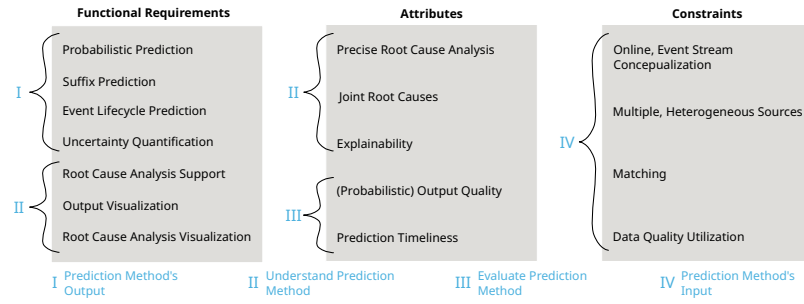 Functional Requirements
Probabilistic Prediction
Suffix Prediction
I
Event Lifecycle Prediction
Uncertainty Quantification
Root Cause Analysis Support
II
Output Visualization
Root Cause Analysis Visualization
Attributes
Precise Root Cause Analysis
II
Joint Root Causes
Explainability
(Probabilistic) Output Quality
III
Prediction Timeliness
Constraints
Online, Event Stream
Concepualization
Multiple, Heterogeneous Sources
IV
Matching
Data Quality Utilization
I Prediction Method's
Output
II Understand Prediction
Method
III Evaluate Prediction
Method
IV Prediction Method's
Input